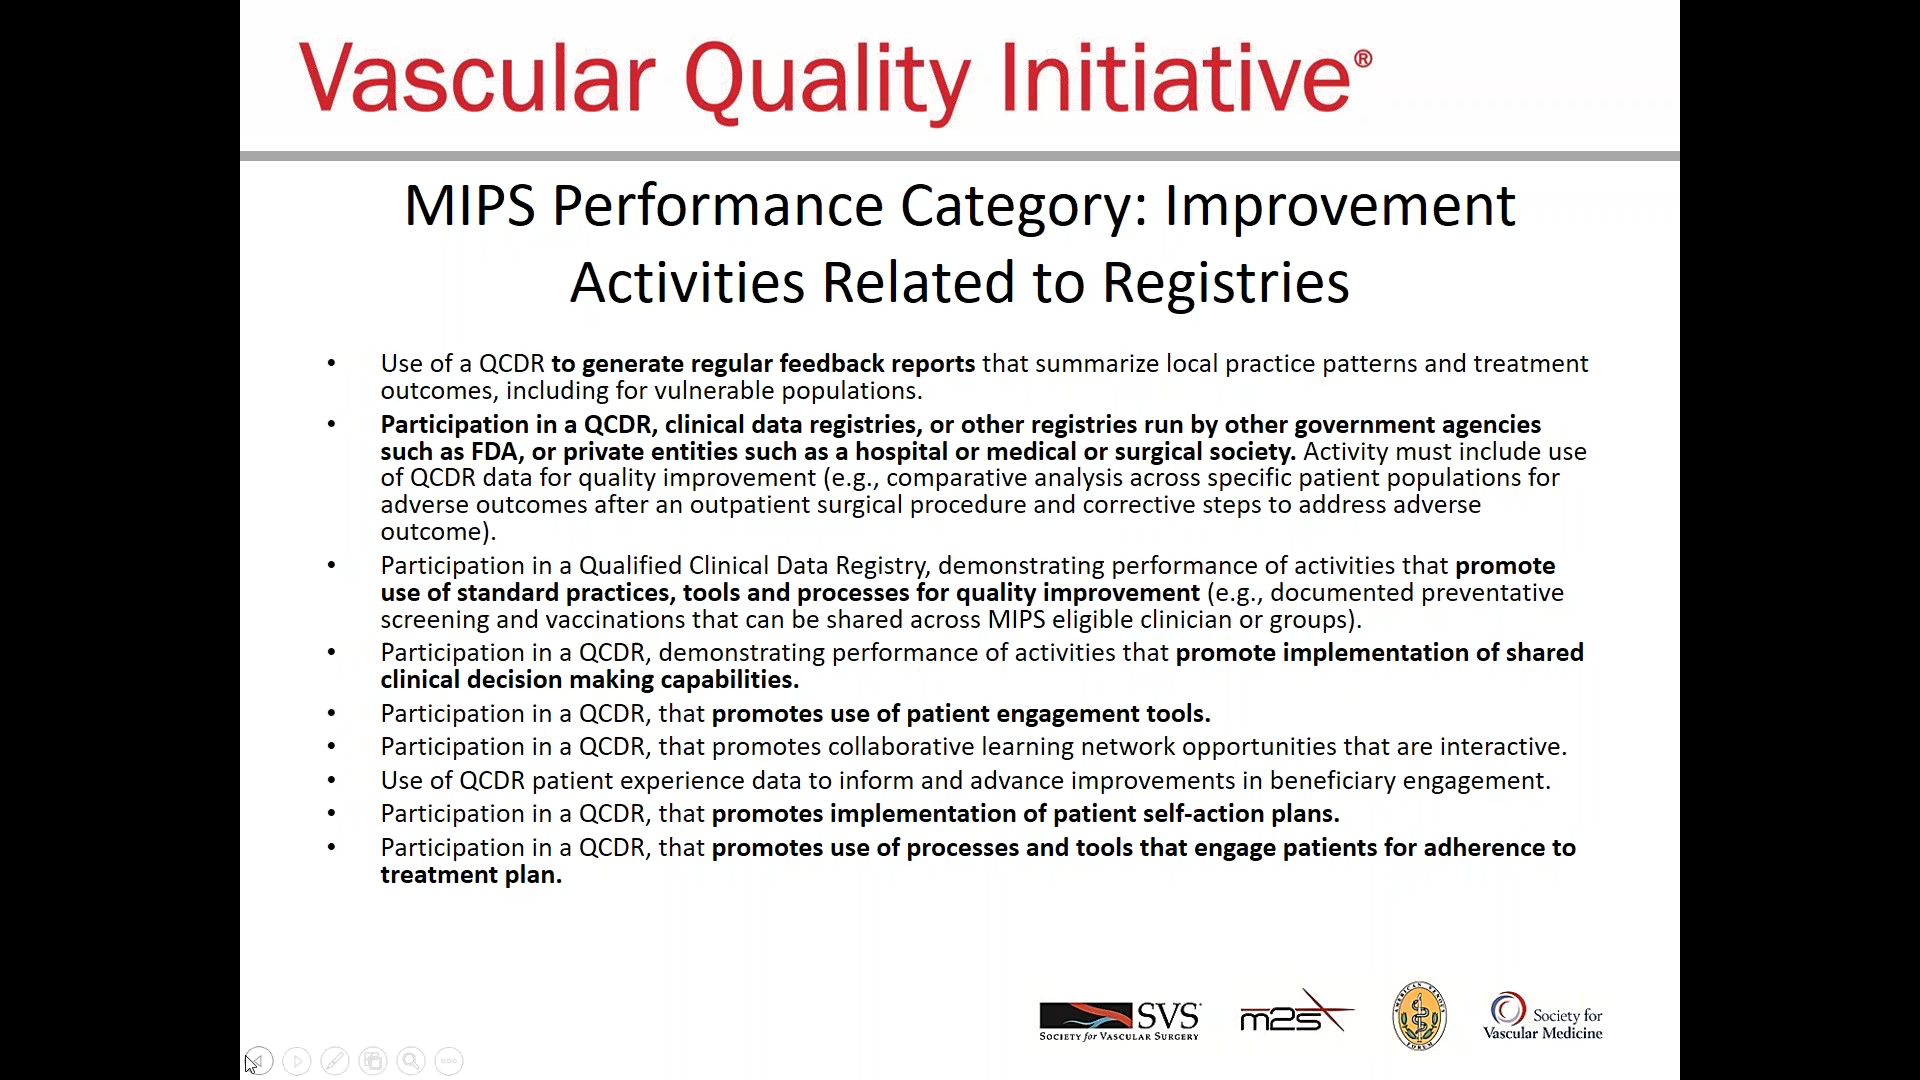 Vascular Quality Initiative®
MIPS Performance Category: Improvement
Activities Related to Registries
• Use of a QCDR to generate regular feedback reports that summarize local practice patterns and treatment
outcomes, including for vulnerable populations.
• Participation in a QCDR, clinical data registries, or other registries run by other government agencies
such as FDA, or private entities such as a hospital or medical or surgical society. Activity must include use
of QCDR data for quality improvement (e.g., comparative analysis across specific patient populations for
adverse outcomes after an outpatient surgical procedure and corrective steps to address adverse
outcome).
• Participation in a Qualified Clinical Data Registry, demonstrating performance of activities that promote
use of standard practices, tools and processes for quality improvement (e.g., documented preventative
screening and vaccinations that can be shared across MIPS eligible clinician or groups).
• Participation in a QCDR, demonstrating performance of activities that promote implementation of shared
clinical decision making capabilities.
• Participation in a QCDR, that promotes use of patient engagement tools.
• Participation in a QCDR, that promotes collaborative learning network opportunities that are interactive.
• Use of QCDR patient experience data to inform and advance improvements in beneficiary engagement.
• Participation in a QCDR, that promotes implementation of patient self-action plans.
• Participation in a QCDR, that promotes use of processes and tools that engage patients for adherence to
treatment plan.
SVS
SOCIETY for VASCULAR SURGERY
m2s
AMERICAN VENOUS
FORUM
Society for
Vascular Medicine